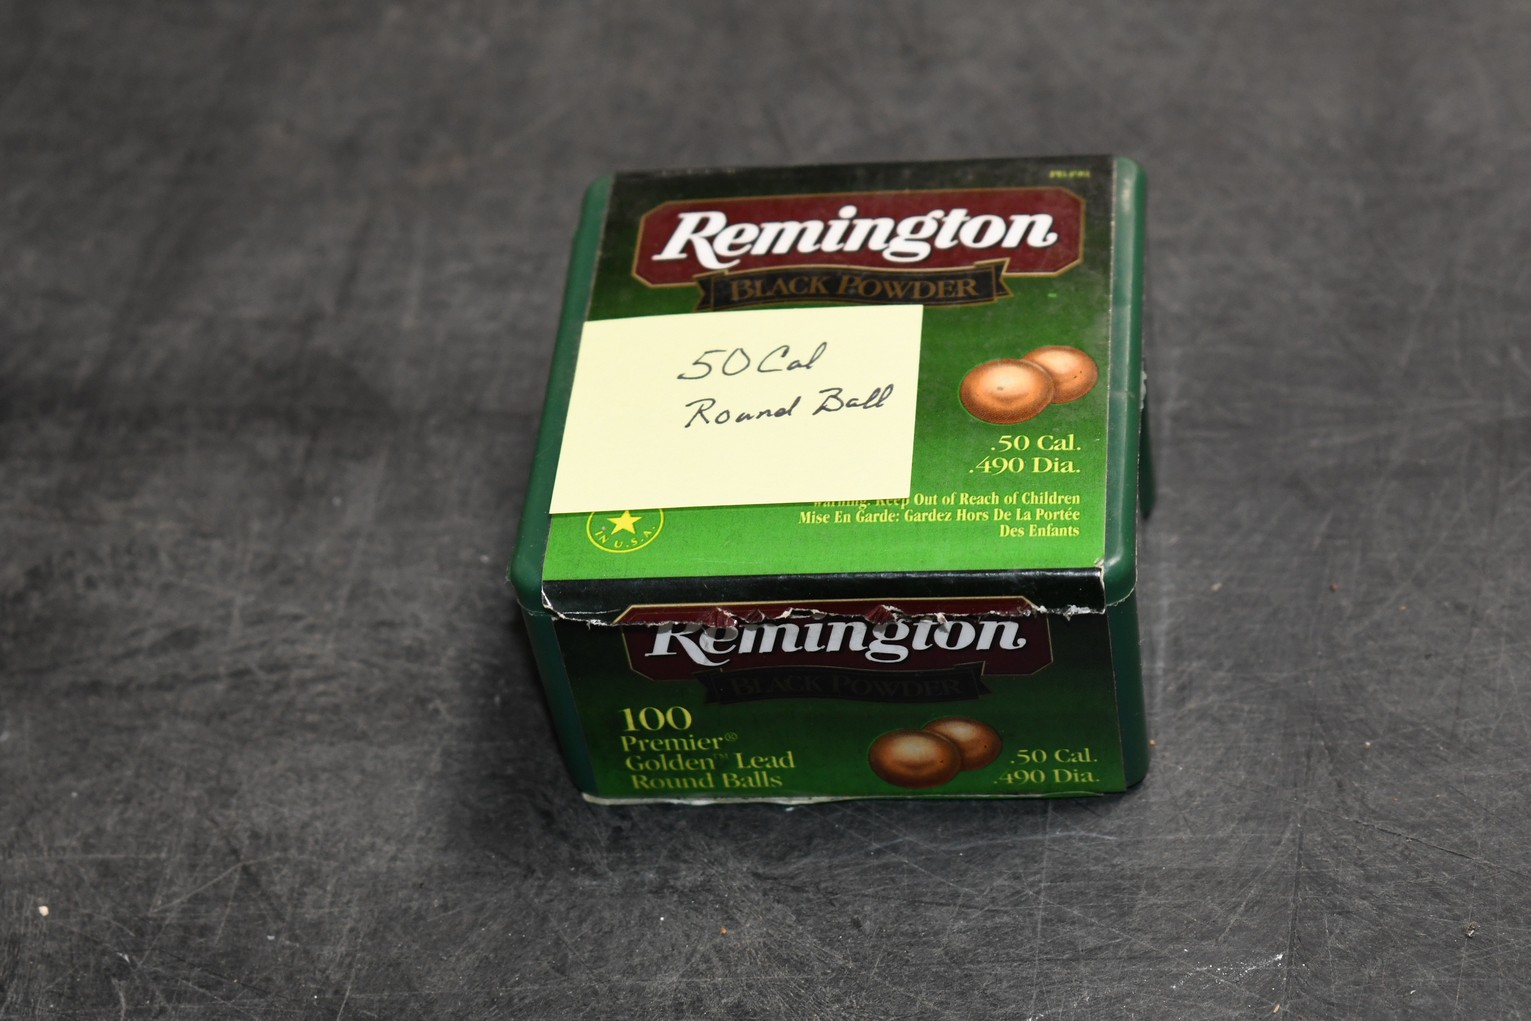 Remington
BLACK POWDER
50 Cal
Round Ball
.50 Cal.
.490 Dia.
Warning: Keep Out of Reach of Children
Mise En Garde: Gardez Hors De La Portée
Des Enfants
IN U.S.A.
Remington
BLACK POWDER
100
Premier®
Golden™ Lead
Round Balls
.50 Cal.
.490 Dia.